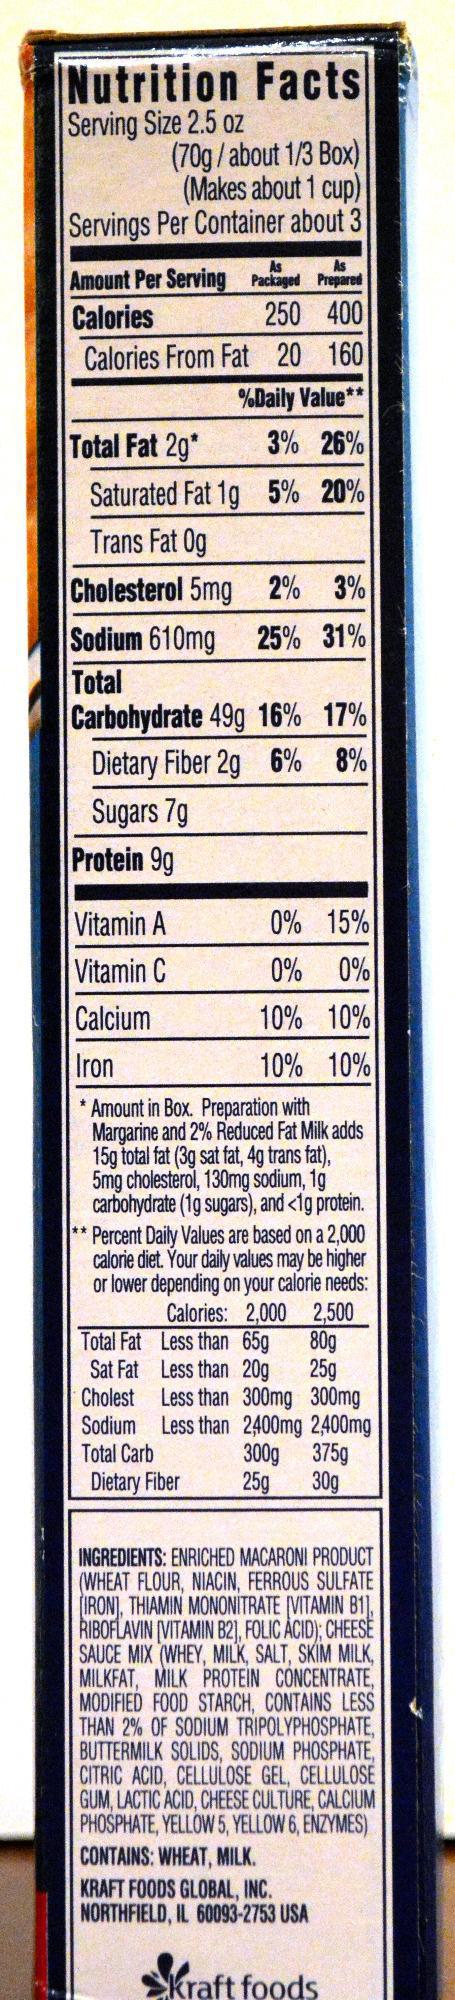 Nutrition Facts
Serving Size 2.5 oz
(70g / about 1/3 Box)
(Makes about 1 cup)
Servings Per Container about 3
Amount Per Serving As Packaged As Prepared
Calories 250 400
Calories From Fat 20 160
%Daily Value**
Total Fat 2g* 3% 26%
Saturated Fat 1g 5% 20%
Trans Fat 0g
Cholesterol 5mg 2% 3%
Sodium 610mg 25% 31%
Total
Carbohydrate 49g 16% 17%
Dietary Fiber 2g 6% 8%
Sugars 7g
Protein 9g
Vitamin A 0% 15%
Vitamin C 0% 0%
Calcium 10% 10%
Iron 10% 10%
* Amount in Box. Preparation with
Margarine and 2% Reduced Fat Milk adds
15g total fat (3g sat fat, 4g trans fat),
5mg cholesterol, 130mg sodium, 1g
carbohydrate (1g sugars), and <1g protein.
** Percent Daily Values are based on a 2,000
calorie diet. Your daily values may be higher
or lower depending on your calorie needs:
Calories: 2,000 2,500
Total Fat Less than 65g 80g
Sat Fat Less than 20g 25g
Cholest Less than 300mg 300mg
Sodium Less than 2,400mg 2,400mg
Total Carb 300g 375g
Dietary Fiber 25g 30g
INGREDIENTS: ENRICHED MACARONI PRODUCT
(WHEAT FLOUR, NIACIN, FERROUS SULFATE
[IRON], THIAMIN MONONITRATE [VITAMIN B1],
RIBOFLAVIN [VITAMIN B2], FOLIC ACID); CHEESE
SAUCE MIX (WHEY, MILK, SALT, SKIM MILK,
MILKFAT, MILK PROTEIN CONCENTRATE,
MODIFIED FOOD STARCH, CONTAINS LESS
THAN 2% OF SODIUM TRIPOLYPHOSPHATE,
BUTTERMILK SOLIDS, SODIUM PHOSPHATE,
CITRIC ACID, CELLULOSE GEL, CELLULOSE
GUM, LACTIC ACID, CHEESE CULTURE, CALCIUM
PHOSPHATE, YELLOW 5, YELLOW 6, ENZYMES)
CONTAINS: WHEAT, MILK.
KRAFT FOODS GLOBAL, INC.
NORTHFIELD, IL 60093-2753 USA
kraft foods